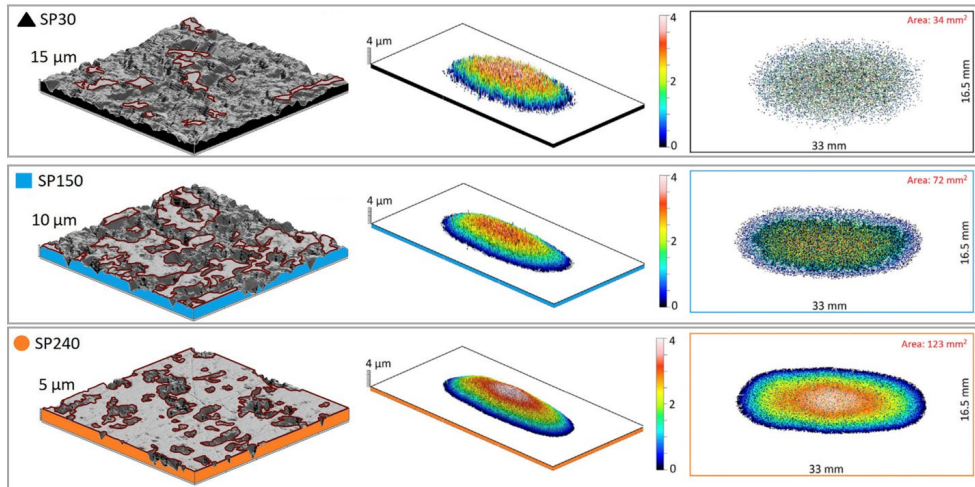 SP30
15 µm
4 µm
4
2
0
Area: 34 mm²
16.5 mm
33 mm
SP150
10 µm
4 µm
4
2
0
Area: 72 mm²
16.5 mm
33 mm
SP240
5 µm
4 µm
4
2
0
Area: 123 mm²
16.5 mm
33 mm